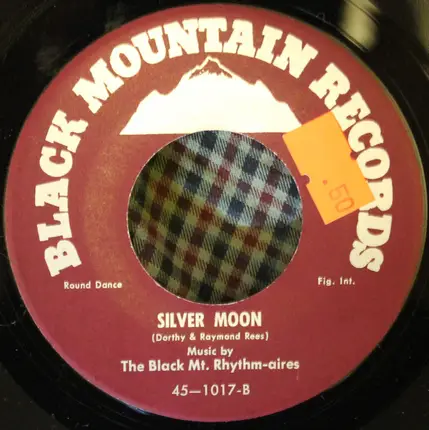 BLACK MOUNTAIN RECORDS
.50
Round Dance
Fig. Int.
SILVER MOON
(Dorthy & Raymond Rees)
Music by
The Black Mt. Rhythm-aires
45-1017-B